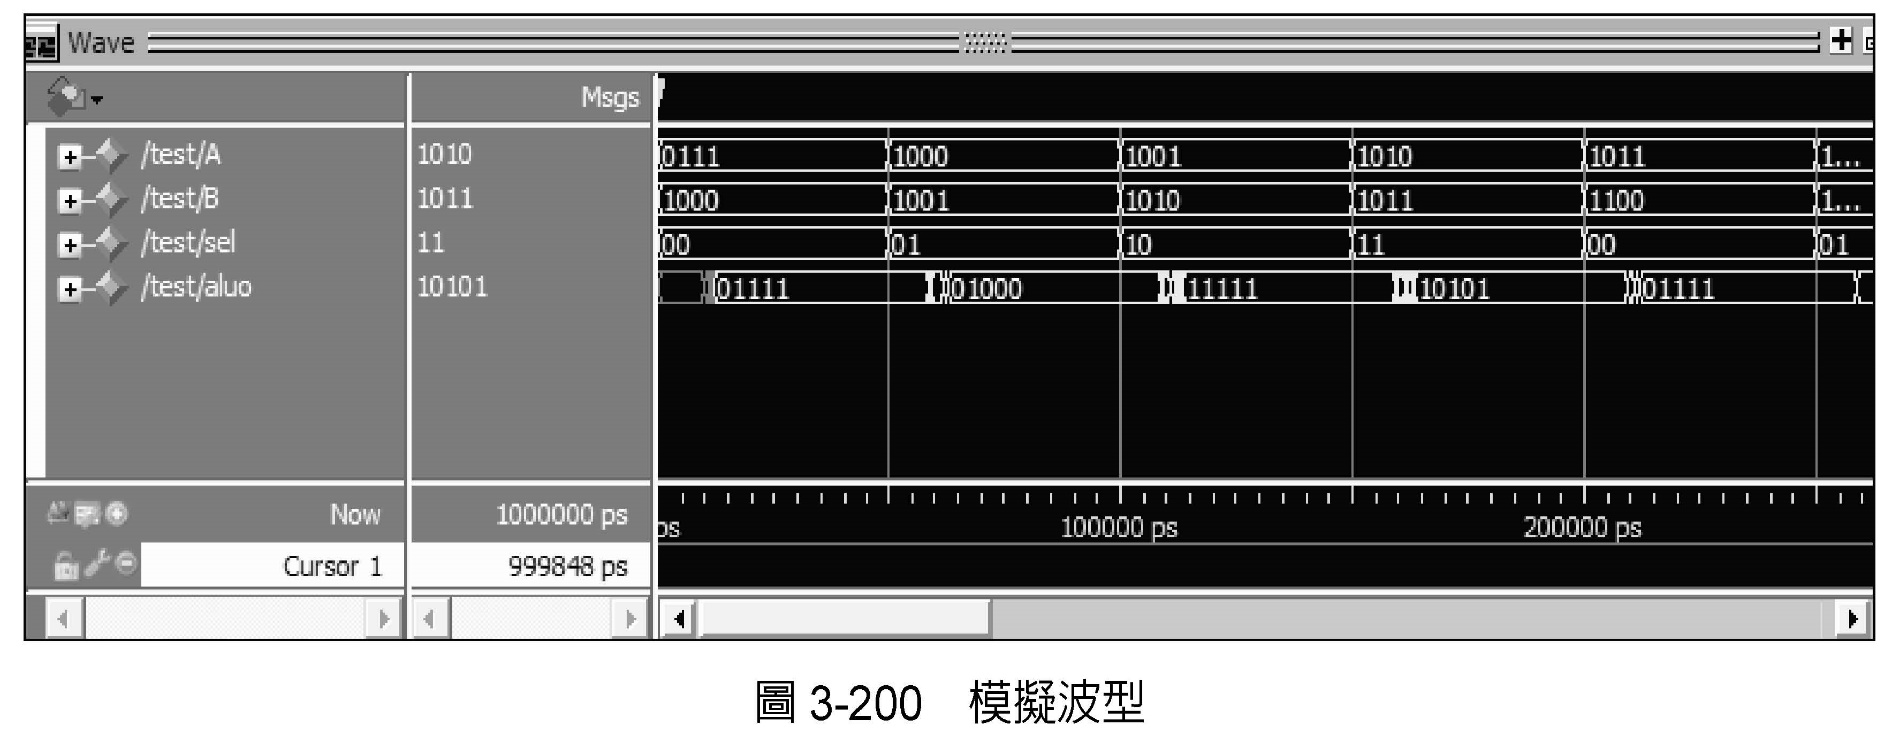 Wave
Msgs
/test/A 1010 0111 1000 1001 1010 1011 1...
/test/B 1011 1000 1001 1010 1011 1100 1...
/test/sel 11 00 01 10 11 00 01
/test/aluo 10101 01111 01000 11111 10101 01111
Now 1000000 ps ps 100000 ps 200000 ps
Cursor 1 999848 ps
圖 3-200 模擬波型